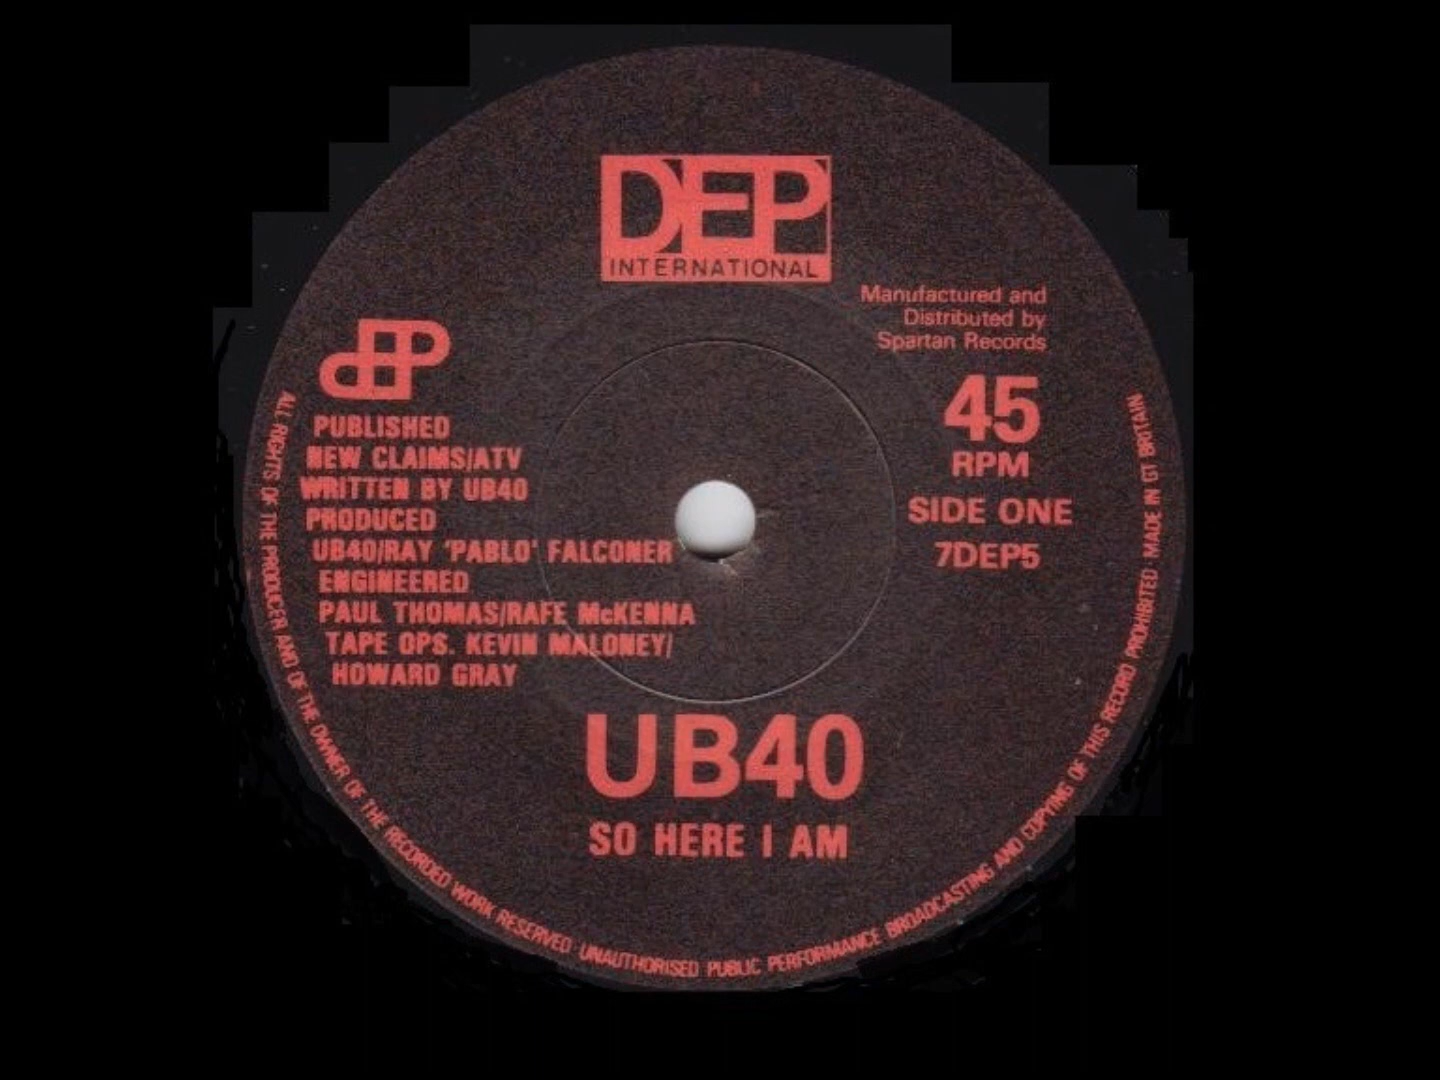 DEP
INTERNATIONAL
Manufactured and
Distributed by
Spartan Records
dEP
PUBLISHED
NEW CLAIMS/ATV
WRITTEN BY UB40
PRODUCED
UB40/RAY 'PABLO' FALCONER
ENGINEERED
PAUL THOMAS/RAFE McKENNA
TAPE OPS. KEVIN MALONEY/
HOWARD GRAY
45
RPM
SIDE ONE
7DEP5
UB40
SO HERE I AM
ALL RIGHTS OF THE PRODUCER AND OF THE OWNER OF THE RECORDED WORK RESERVED UNAUTHORISED PUBLIC PERFORMANCE BROADCASTING AND COPYING OF THIS RECORD PROHIBITED MADE IN GT BRITAIN